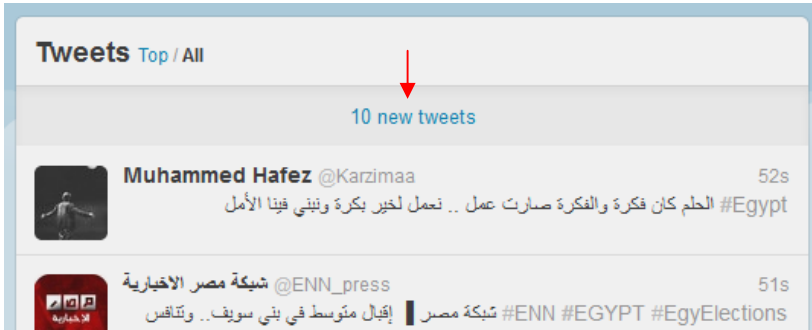 Tweets Top / All
10 new tweets
Muhammed Hafez @Karzimaa 52s
#Egypt الحلم كان فكرة والفكرة صارت عمل .. نعمل لخير بكرة ونبني فينا الأمل
شبكة مصر الاخبارية @ENN_press 51s
#ENN #EGYPT #EgyElections شبكة مصر ▌ إقبال متوسط في بني سويف.. وتنافس